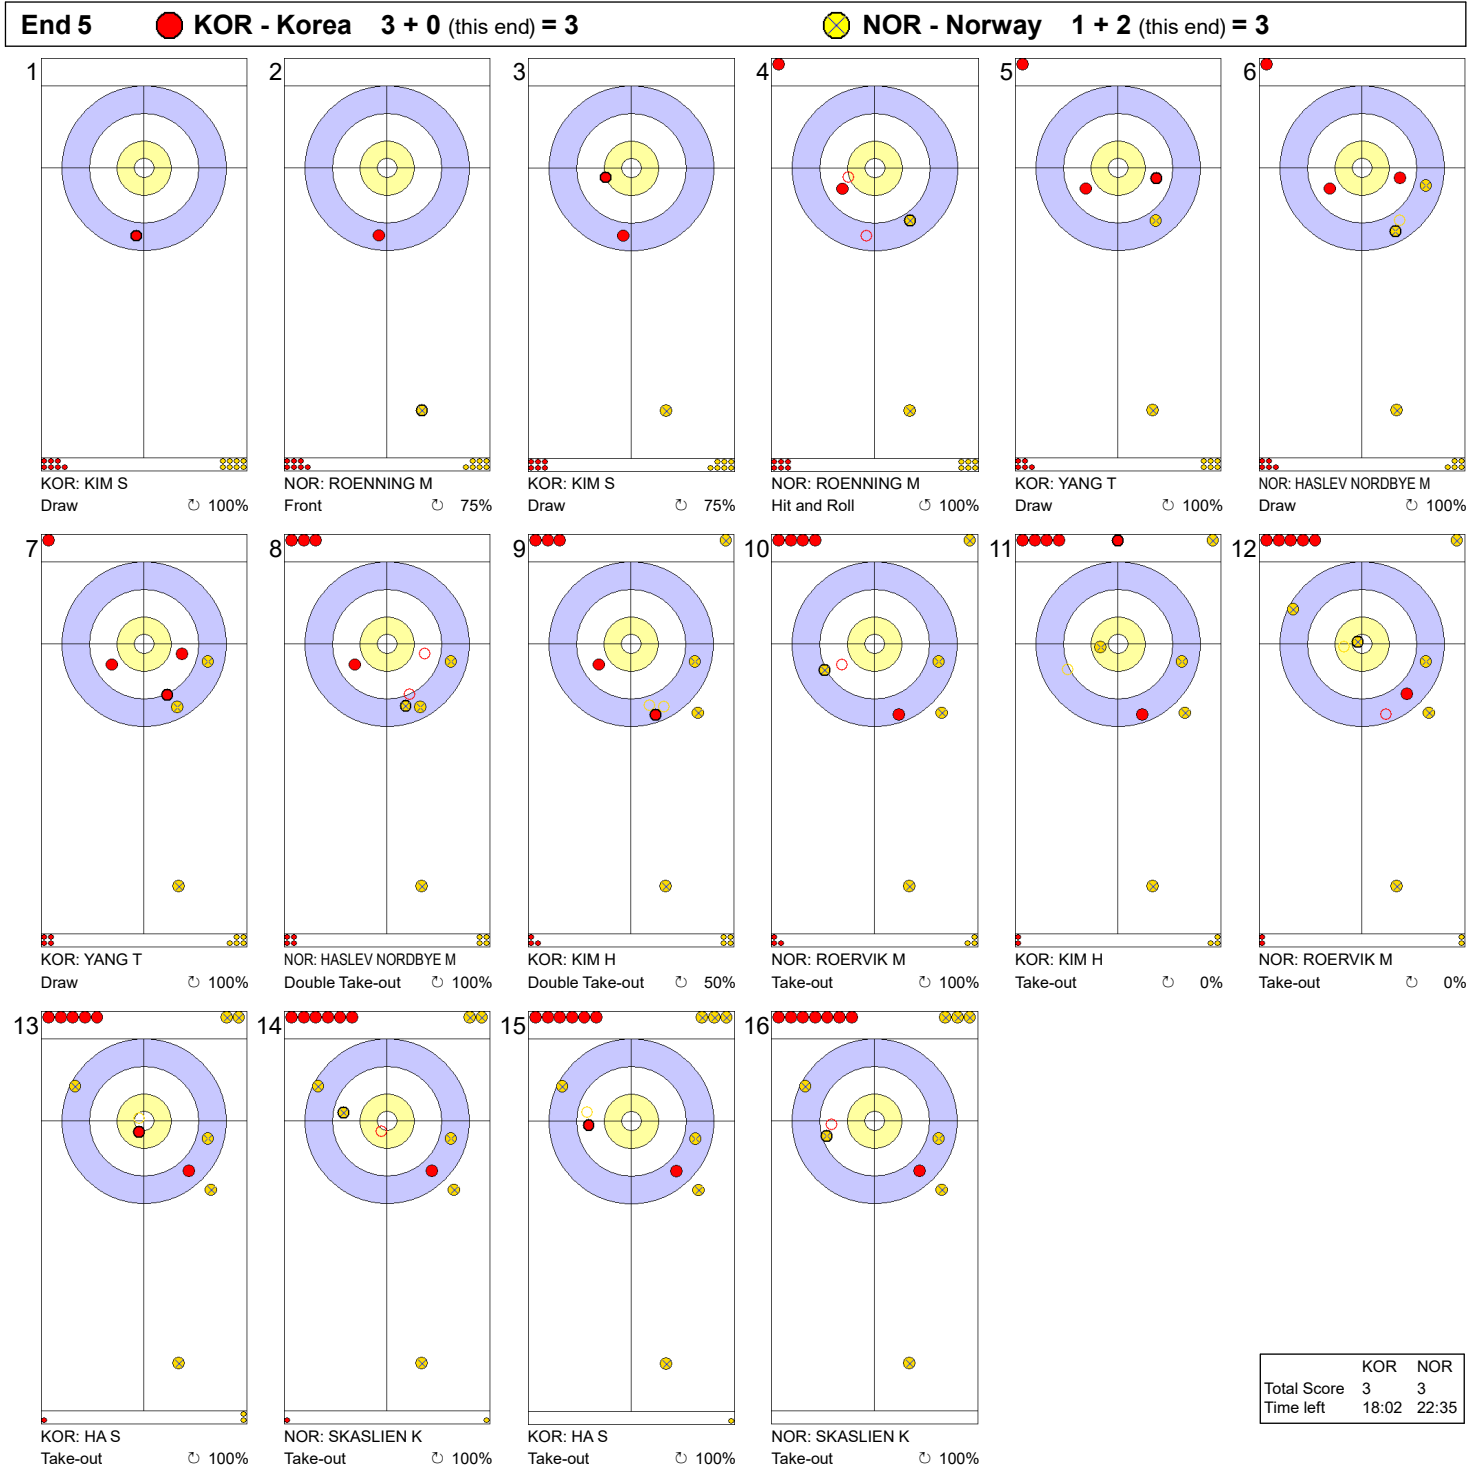 End 5 KOR - Korea 3 + 0 (this end) = 3 NOR - Norway 1 + 2 (this end) = 3
1 2 3 4 5 6
KOR: KIM S NOR: ROENNING M KOR: KIM S NOR: ROENNING M KOR: YANG T NOR: HASLEV NORDBYE M
Draw ↻ 100% Front ↻ 75% Draw ↻ 75% Hit and Roll ↺ 100% Draw ↻ 100% Draw ↻ 100%
7 8 9 10 11 12
KOR: YANG T NOR: HASLEV NORDBYE M KOR: KIM H NOR: ROERVIK M KOR: KIM H NOR: ROERVIK M
Draw ↻ 100% Double Take-out ↻ 100% Double Take-out ↻ 50% Take-out ↻ 100% Take-out ↻ 0% Take-out ↻ 0%
13 14 15 16
KOR: HA S NOR: SKASLIEN K KOR: HA S NOR: SKASLIEN K
Take-out ↻ 100% Take-out ↻ 100% Take-out ↻ 100% Take-out ↻ 100%
KOR NOR
Total Score 3 3
Time left 18:02 22:35